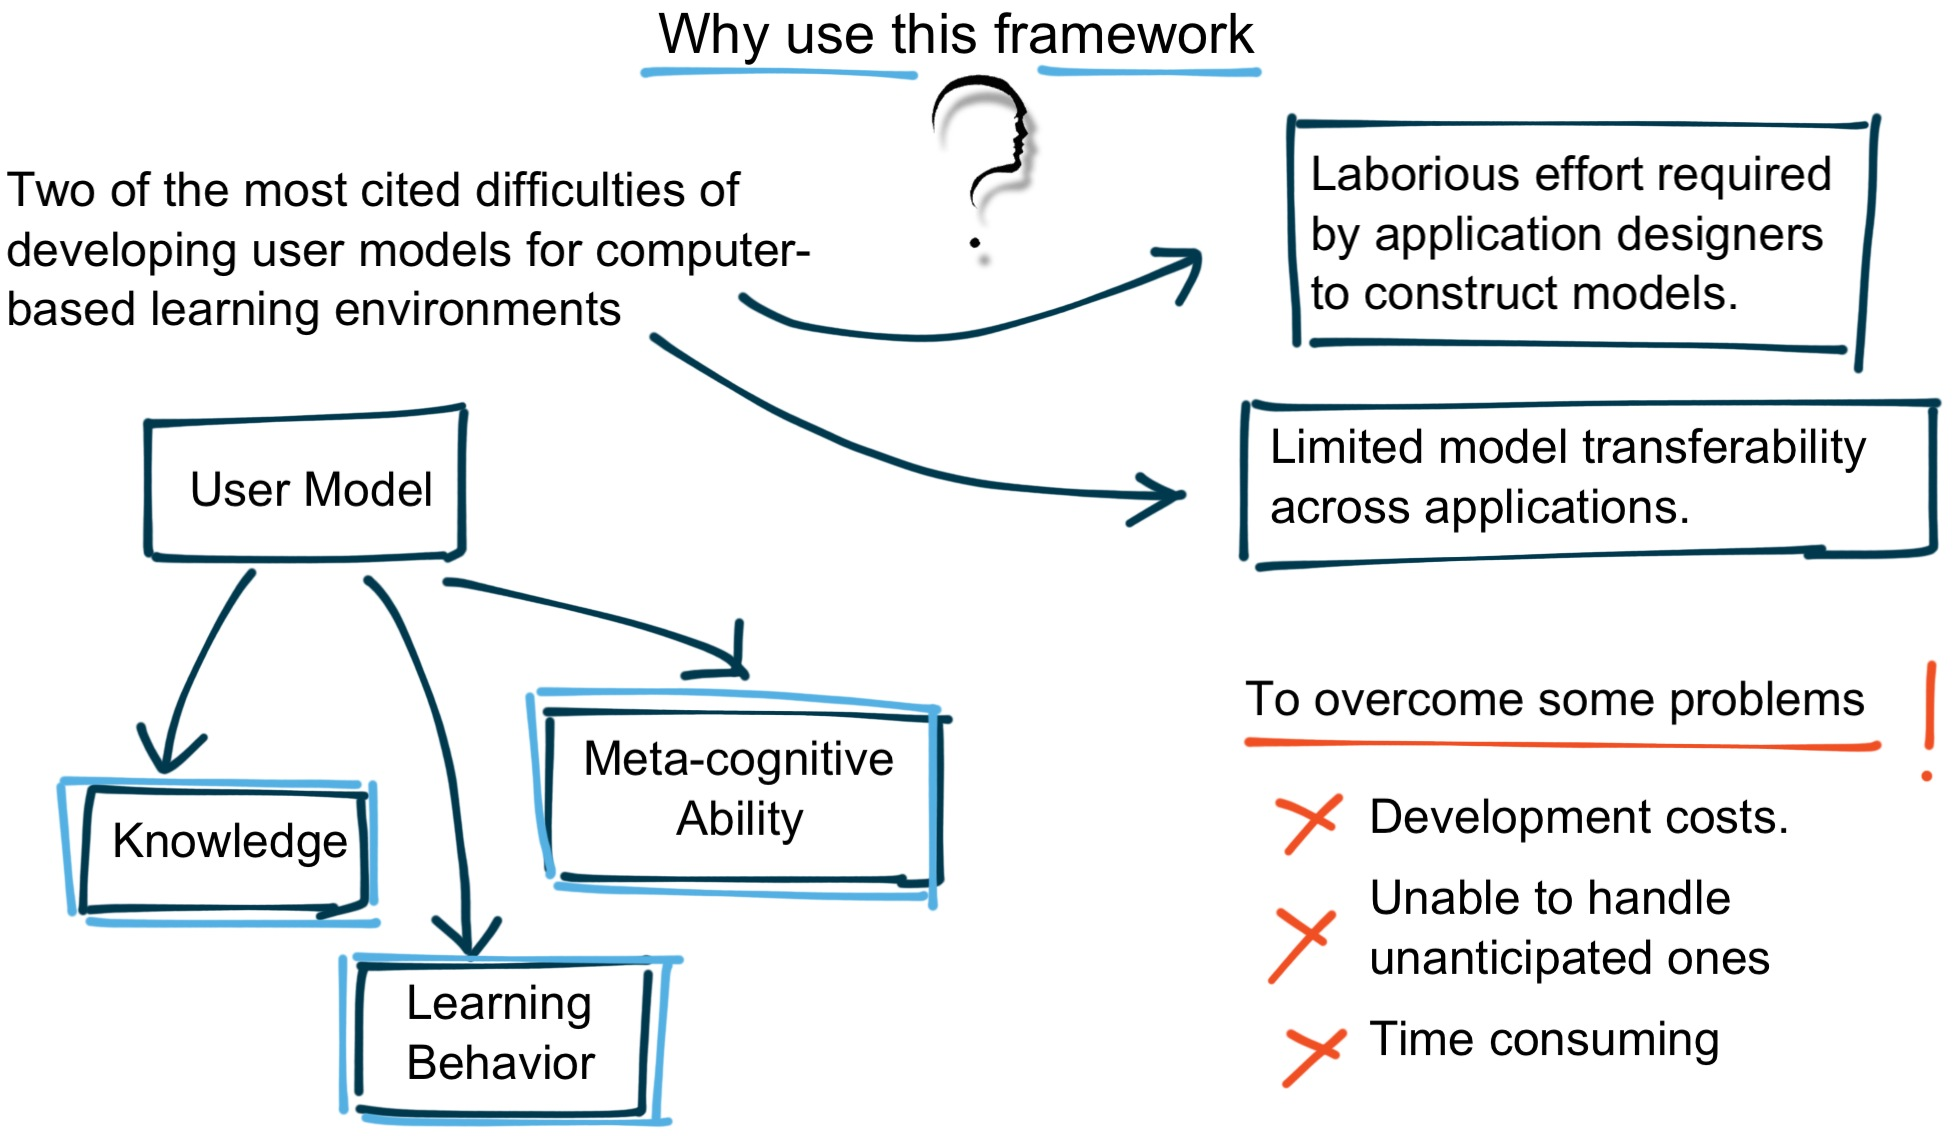 Why use this framework
Two of the most cited difficulties of
developing user models for computer-
based learning environments
Laborious effort required
by application designers
to construct models.
Limited model transferability
across applications.
User Model
Knowledge
Meta-cognitive
Ability
Learning
Behavior
To overcome some problems !
Development costs.
Unable to handle
unanticipated ones
Time consuming